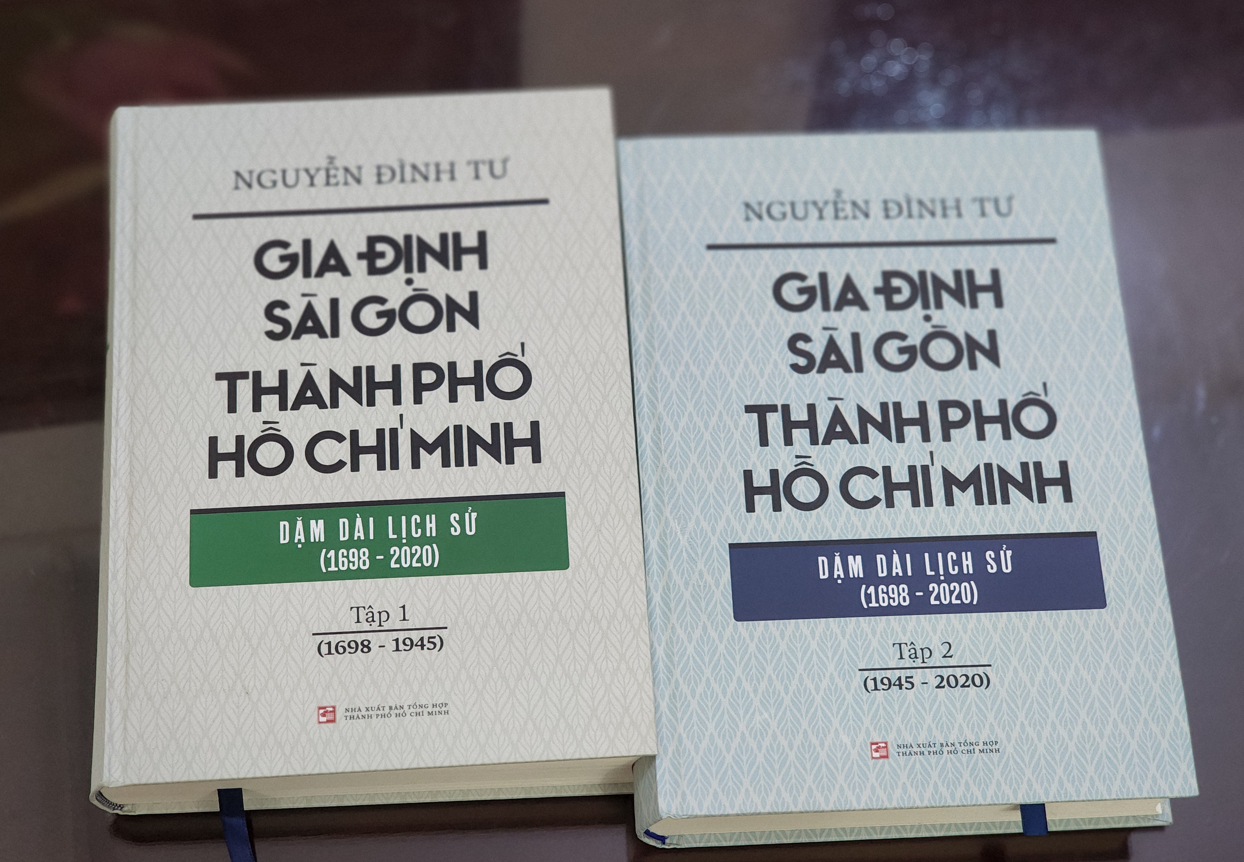 NGUYỄN ĐÌNH TƯ
GIA ĐỊNH
SÀI GÒN
THÀNH PHỐ
HỒ CHÍ MINH
DẶM DÀI LỊCH SỬ
(1698 - 2020)
Tập 1
(1698 - 1945)
NHÀ XUẤT BẢN TỔNG HỢP
THÀNH PHỐ HỒ CHÍ MINH
NGUYỄN ĐÌNH TƯ
GIA ĐỊNH
SÀI GÒN
THÀNH PHỐ
HỒ CHÍ MINH
DẶM DÀI LỊCH SỬ
(1698 - 2020)
Tập 2
(1945 - 2020)
NHÀ XUẤT BẢN TỔNG HỢP
THÀNH PHỐ HỒ CHÍ MINH